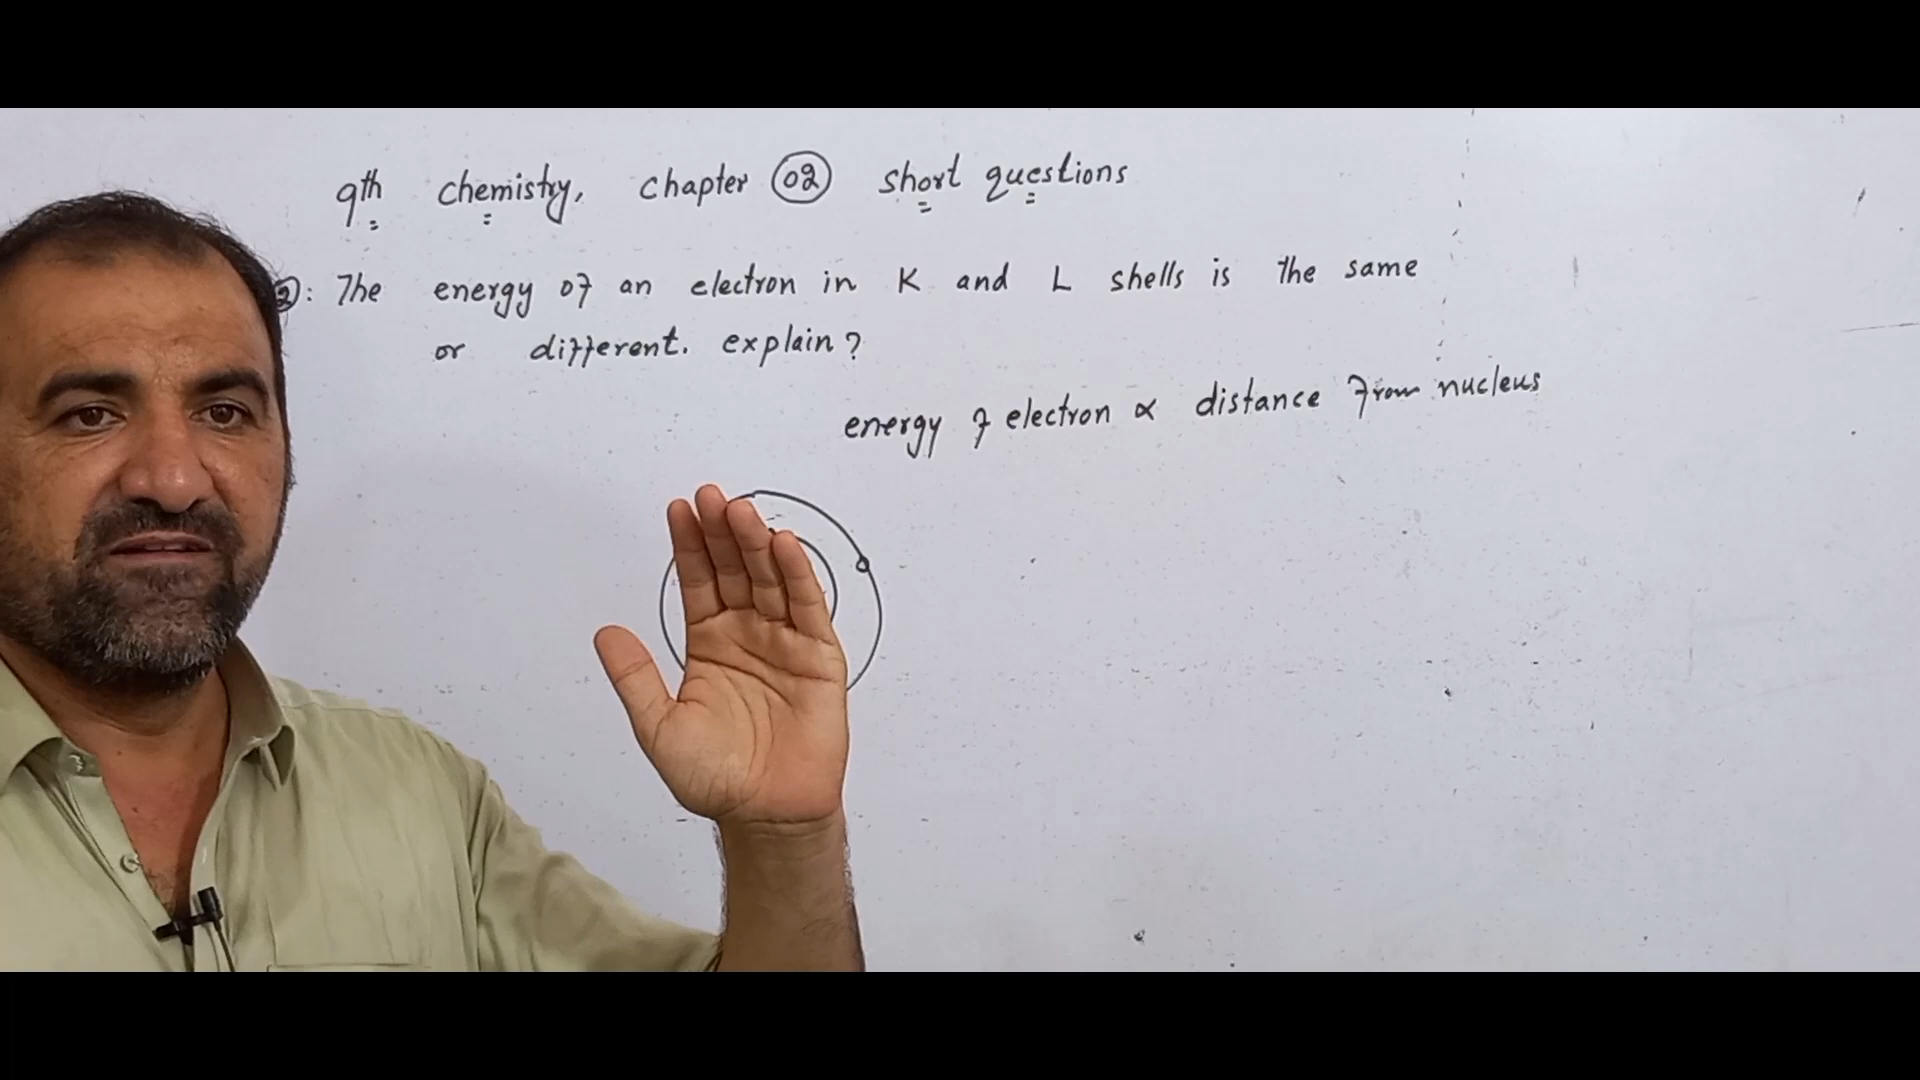 9th chemistry, chapter 02 short questions
2: The energy of an electron in K and L shells is the same
or different. explain?
energy of electron ∝ distance from nucleus